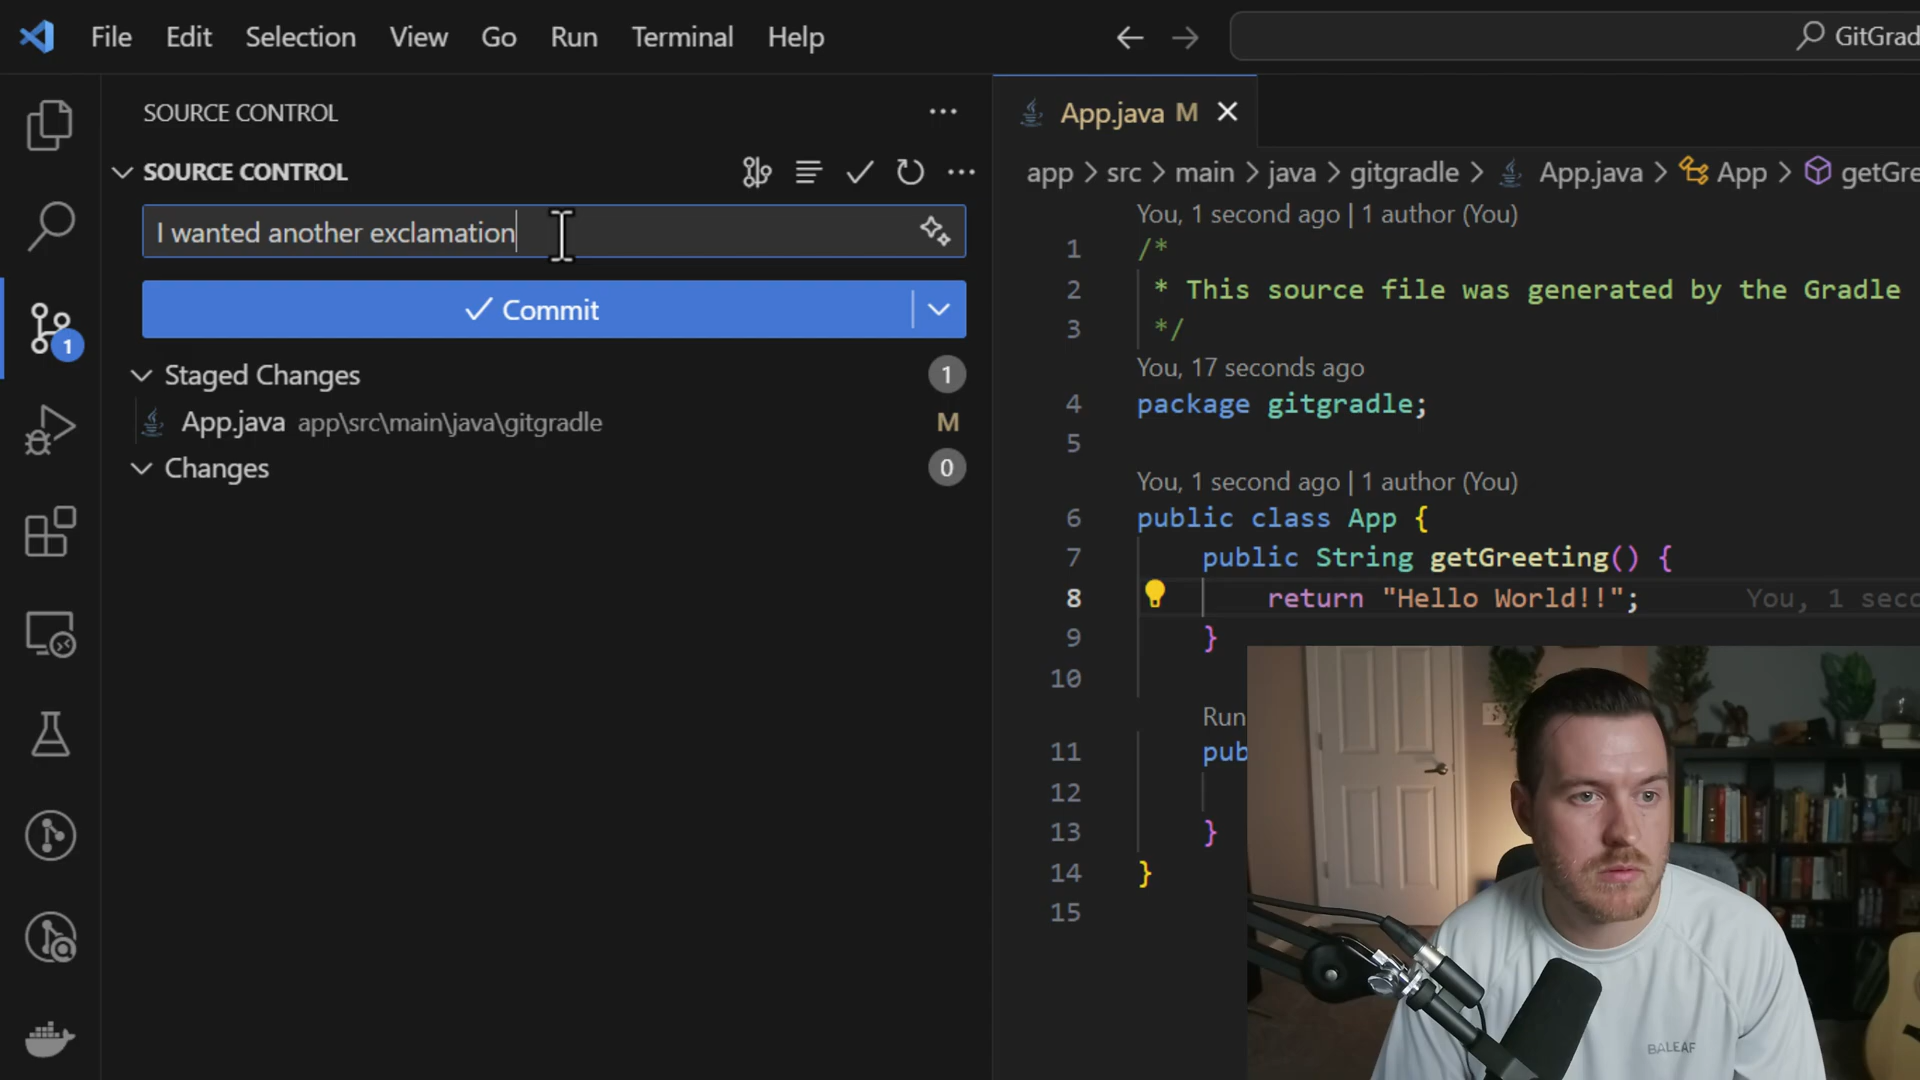 File Edit Selection View Go Run Terminal Help
GitGrad
SOURCE CONTROL
SOURCE CONTROL
I wanted another exclamation
Commit
Staged Changes 1
App.java app\src\main\java\gitgradle M
Changes 0
1
App.java M
app > src > main > java > gitgradle > App.java > App > getGre
You, 1 second ago | 1 author (You)
1 /*
2 * This source file was generated by the Gradle
3 */
You, 17 seconds ago
4 package gitgradle;
5
You, 1 second ago | 1 author (You)
6 public class App {
7 public String getGreeting() {
8 return "Hello World!!"; You, 1 seco
9 }
10
Run
11 pub
12
13 }
14 }
15
BALEAF